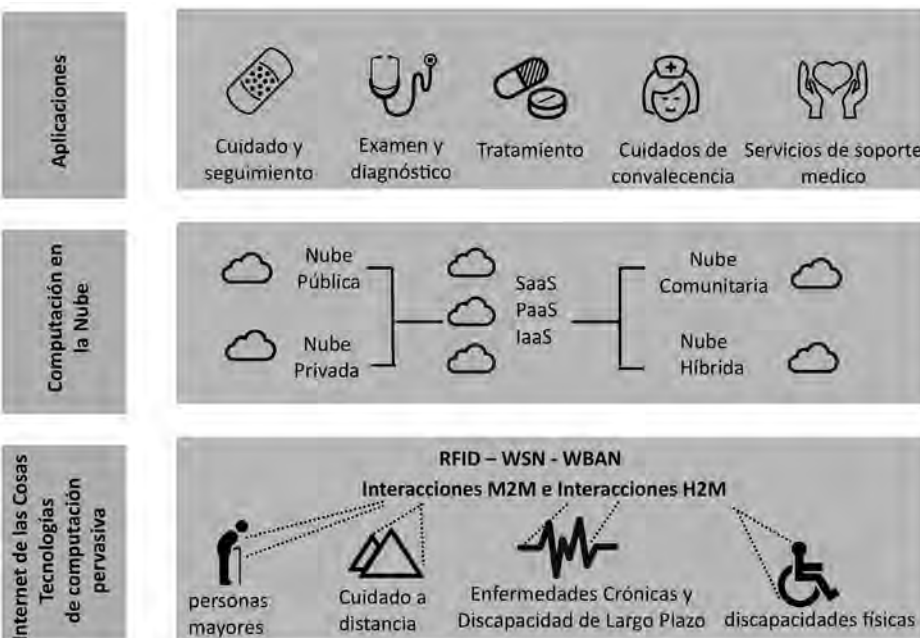 Aplicaciones
Cuidado y
seguimiento
Examen y
diagnóstico
Tratamiento
Cuidados de
convalecencia
Servicios de soporte
medico
Computación en
la Nube
Nube
Pública
Nube
Privada
SaaS
PaaS
IaaS
Nube
Comunitaria
Nube
Híbrida
Internet de las Cosas
Tecnologías
de computación
pervasiva
RFID – WSN - WBAN
Interacciones M2M e Interacciones H2M
personas
mayores
Cuidado a
distancia
Enfermedades Crónicas y
Discapacidad de Largo Plazo
discapacidades físicas